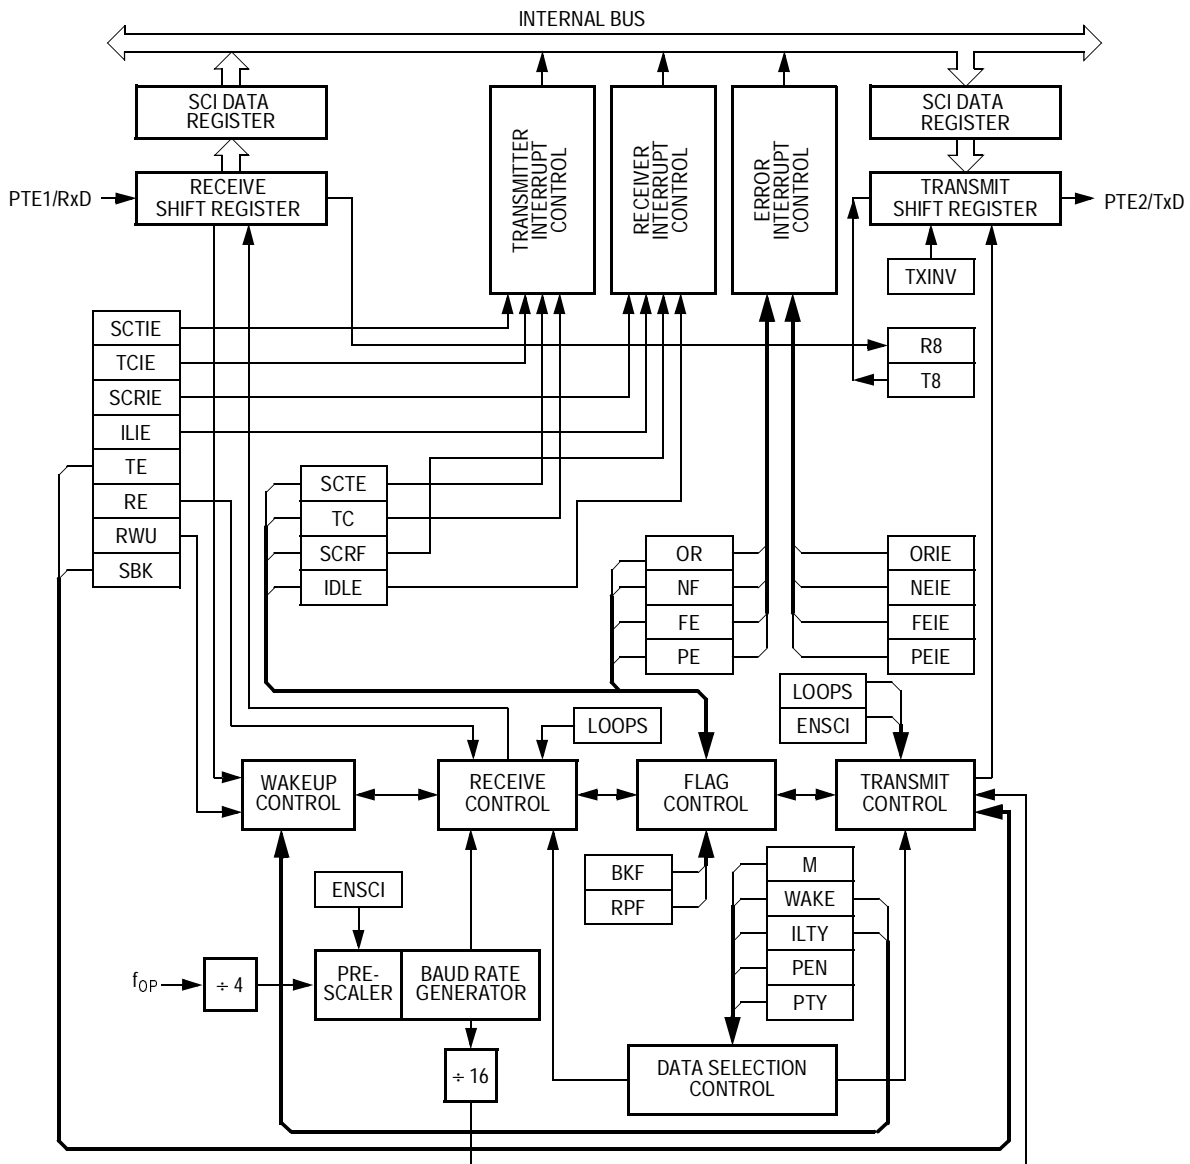 INTERNAL BUS
SCI DATA
REGISTER
TRANSMITTER
INTERRUPT
CONTROL
RECEIVER
INTERRUPT
CONTROL
ERROR
INTERRUPT
CONTROL
SCI DATA
REGISTER
PTE1/RxD
RECEIVE
SHIFT REGISTER
TRANSMIT
SHIFT REGISTER
PTE2/TxD
TXINV
SCTIE
TCIE
SCRIE
ILIE
TE
RE
RWU
SBK
R8
T8
SCTE
TC
SCRF
IDLE
OR
NF
FE
PE
ORIE
NEIE
FEIE
PEIE
LOOPS
LOOPS
ENSCI
WAKEUP
CONTROL
RECEIVE
CONTROL
FLAG
CONTROL
TRANSMIT
CONTROL
BKF
RPF
M
WAKE
ILTY
PEN
PTY
ENSCI
fOP
÷ 4
PRE-
SCALER
BAUD RATE
GENERATOR
÷ 16
DATA SELECTION
CONTROL